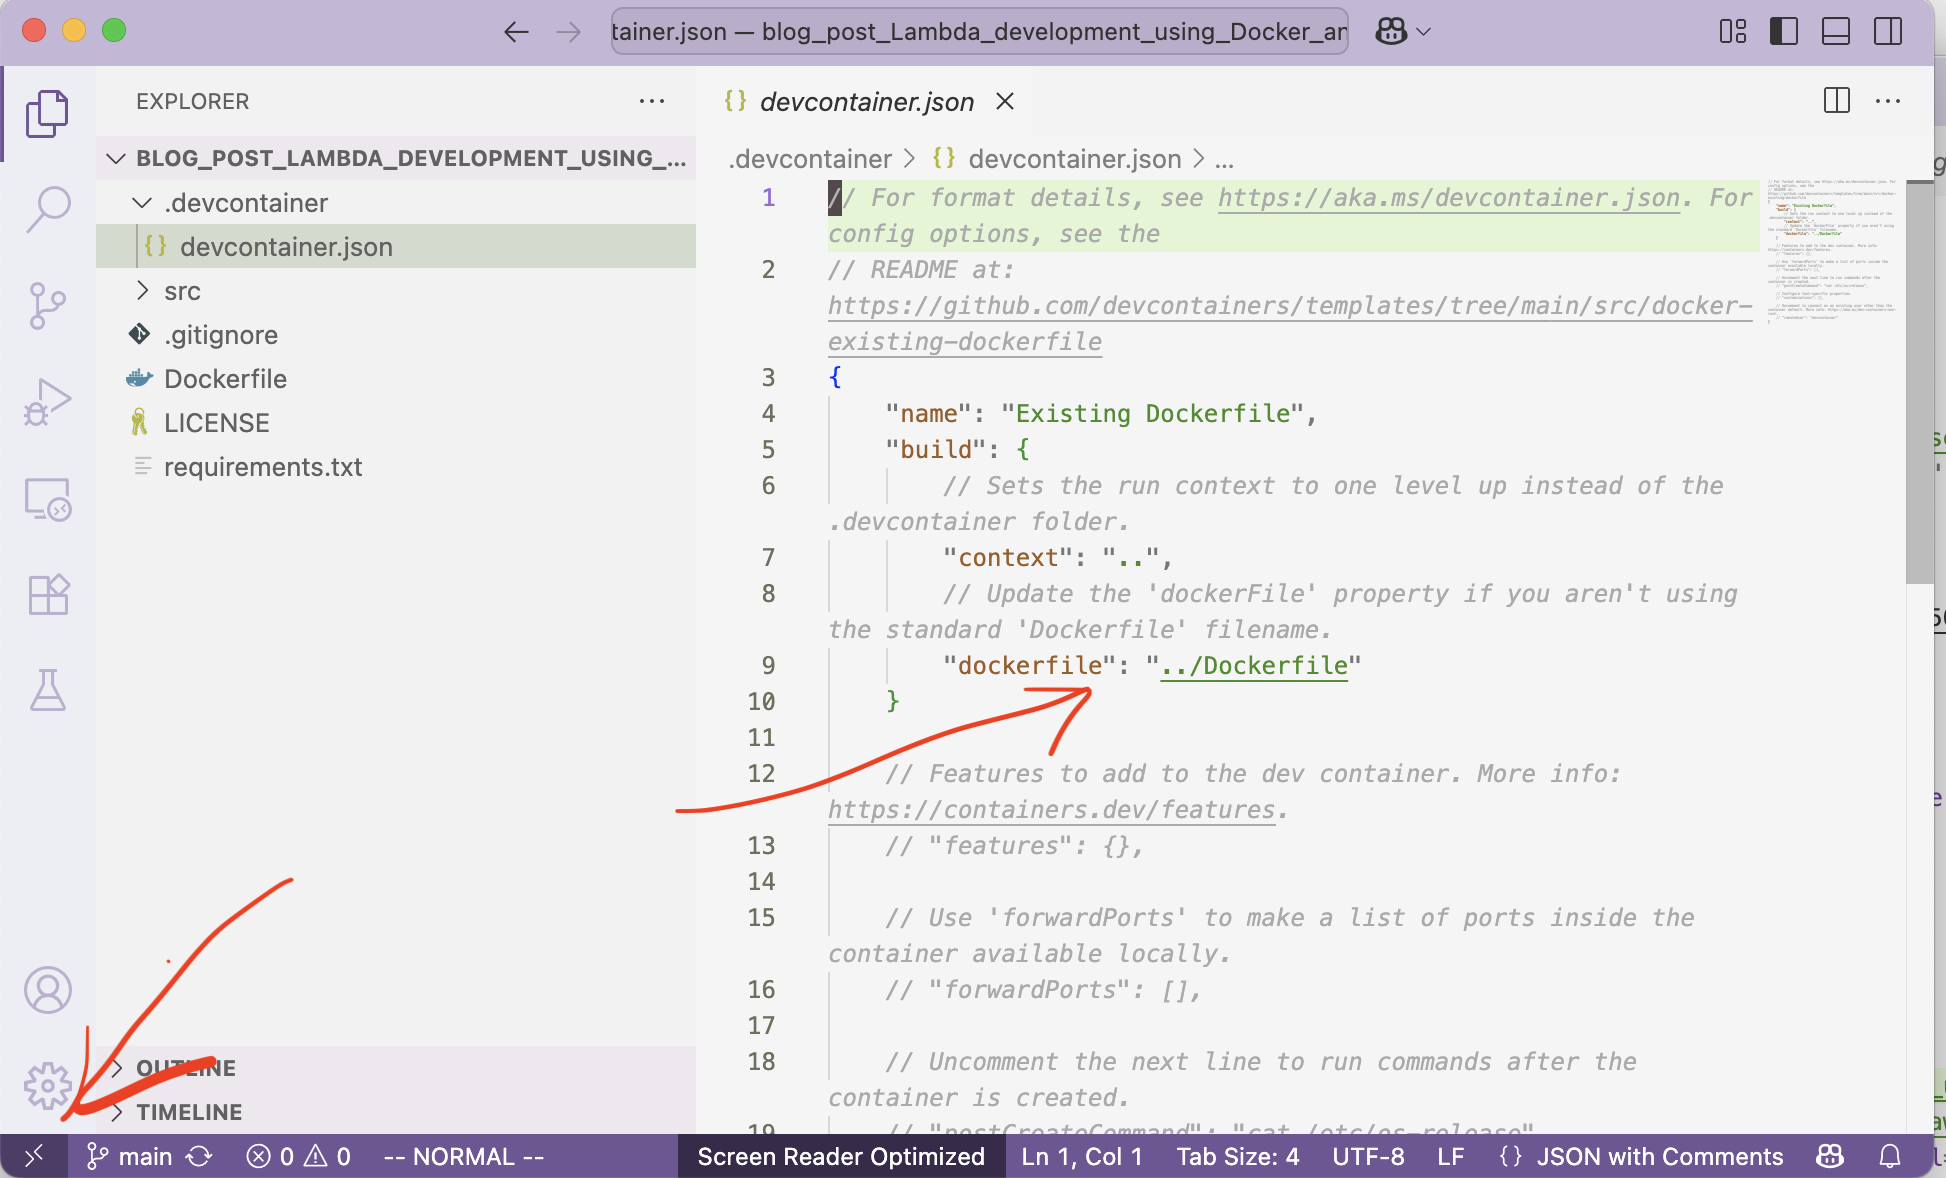 tainer.json — blog_post_Lambda_development_using_Docker_an
EXPLORER
BLOG_POST_LAMBDA_DEVELOPMENT_USING_...
.devcontainer
{} devcontainer.json
src
.gitignore
Dockerfile
LICENSE
requirements.txt
OUTLINE
TIMELINE
{} devcontainer.json
.devcontainer > {} devcontainer.json > ...
1 // For format details, see https://aka.ms/devcontainer.json. For
config options, see the
2 // README at:
https://github.com/devcontainers/templates/tree/main/src/docker-
existing-dockerfile
3 {
4 "name": "Existing Dockerfile",
5 "build": {
6 // Sets the run context to one level up instead of the
.devcontainer folder.
7 "context": "..",
8 // Update the 'dockerFile' property if you aren't using
the standard 'Dockerfile' filename.
9 "dockerfile": "../Dockerfile"
10 }
11
12 // Features to add to the dev container. More info:
https://containers.dev/features.
13 // "features": {},
14
15 // Use 'forwardPorts' to make a list of ports inside the
container available locally.
16 // "forwardPorts": [],
17
18 // Uncomment the next line to run commands after the
container is created.
19 // "postCreateCommand": "cat /etc/os-release"
main 0 0 -- NORMAL -- Screen Reader Optimized Ln 1, Col 1 Tab Size: 4 UTF-8 LF {} JSON with Comments